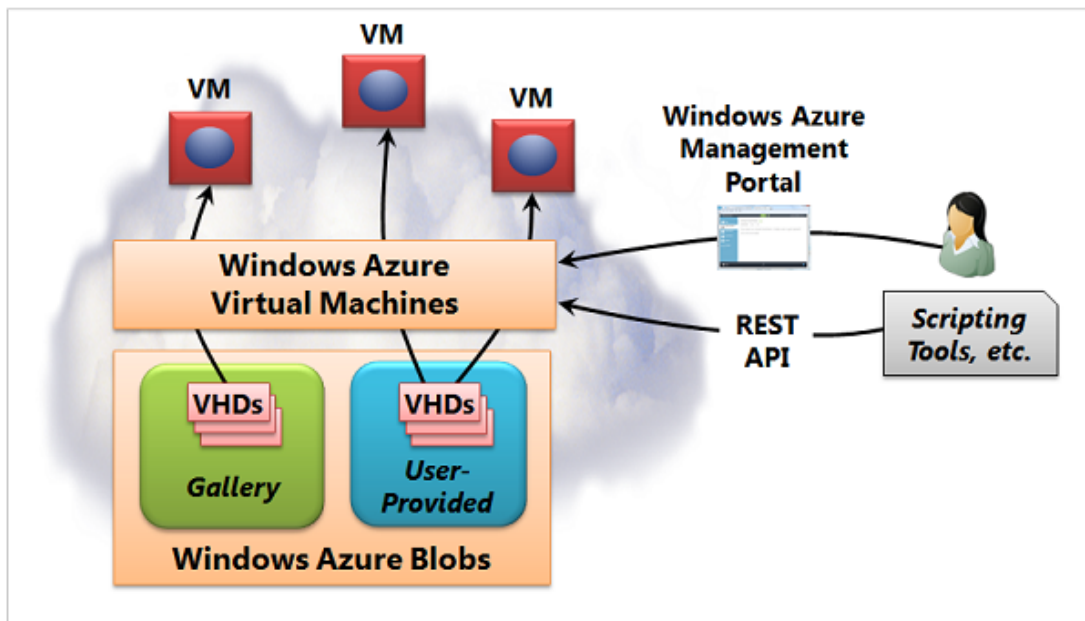 VM
VM
VM
Windows Azure
Management
Portal
Windows Azure
Virtual Machines
REST
API
Scripting
Tools, etc.
VHDs
VHDs
Gallery
User-
Provided
Windows Azure Blobs